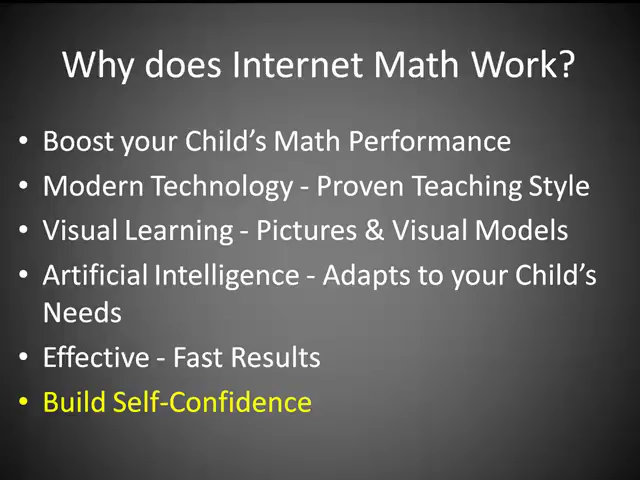 Why does Internet Math Work?
• Boost your Child's Math Performance
• Modern Technology - Proven Teaching Style
• Visual Learning - Pictures & Visual Models
• Artificial Intelligence - Adapts to your Child's
Needs
• Effective - Fast Results
• Build Self-Confidence